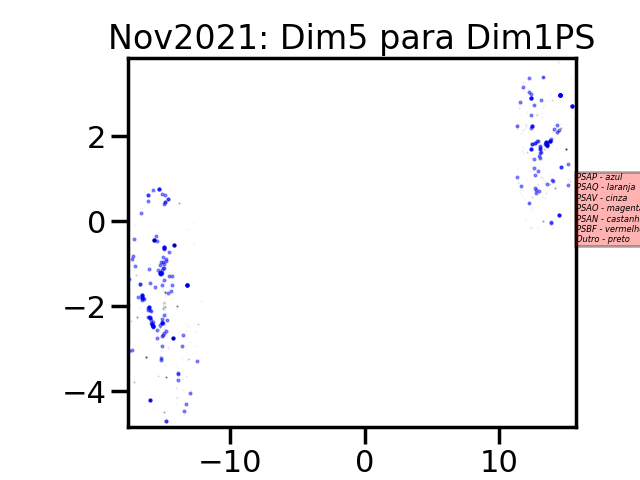 Nov2021: Dim5 para Dim1PS
2
0
−2
−4
−10
0
10
PSAP - azul
PSAQ - laranja
PSAV - cinza
PSAO - magenta
PSAN - castanh
PSBF - vermelh
Outro - preto